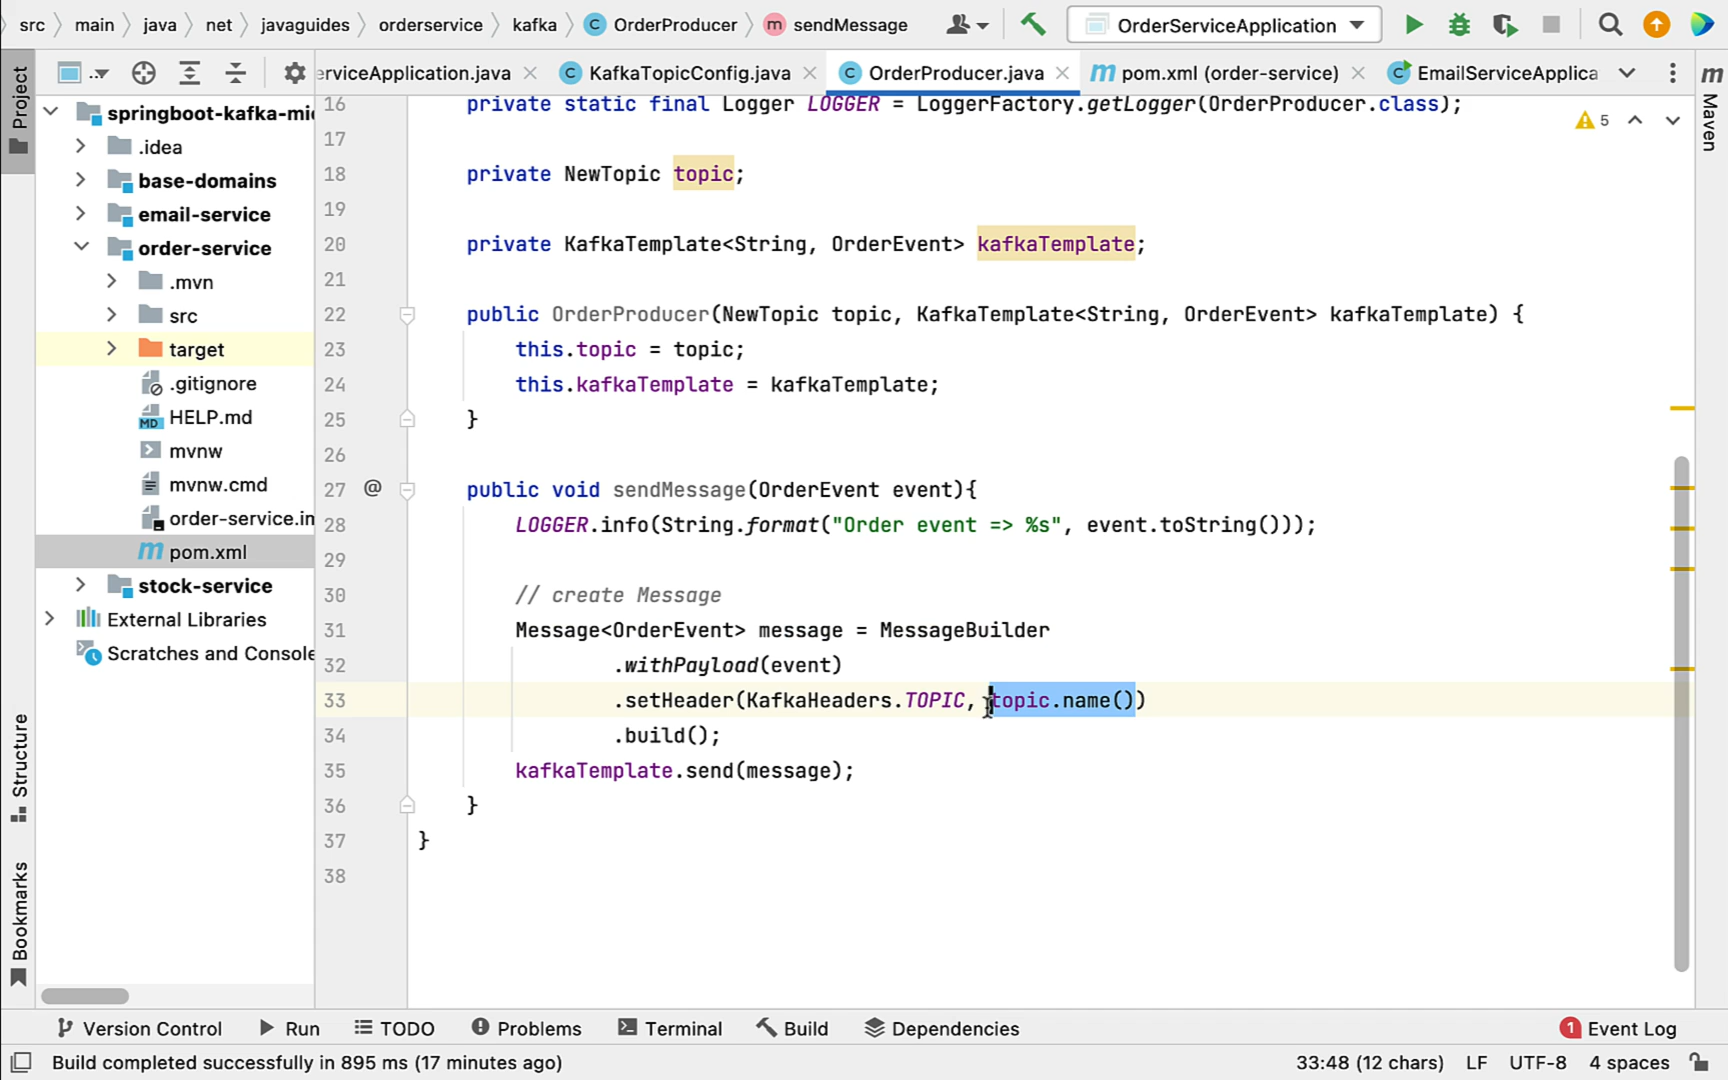 src main java net javaguides orderservice kafka OrderProducer sendMessage OrderServiceApplication
Project erviceApplication.java KafkaTopicConfig.java OrderProducer.java pom.xml (order-service) EmailServiceApplica Maven
springboot-kafka-mi
.idea
base-domains
email-service
order-service
.mvn
src
target
.gitignore
HELP.md
mvnw
mvnw.cmd
order-service.im
pom.xml
stock-service
External Libraries
Scratches and Console
Structure
Bookmarks
5
16 private static final Logger LOGGER = LoggerFactory.getLogger(OrderProducer.class);
17
18 private NewTopic topic;
19
20 private KafkaTemplate<String, OrderEvent> kafkaTemplate;
21
22 public OrderProducer(NewTopic topic, KafkaTemplate<String, OrderEvent> kafkaTemplate) {
23 this.topic = topic;
24 this.kafkaTemplate = kafkaTemplate;
25 }
26
27 @ public void sendMessage(OrderEvent event){
28 LOGGER.info(String.format("Order event => %s", event.toString()));
29
30 // create Message
31 Message<OrderEvent> message = MessageBuilder
32 .withPayload(event)
33 .setHeader(KafkaHeaders.TOPIC, topic.name())
34 .build();
35 kafkaTemplate.send(message);
36 }
37 }
38
Version Control Run TODO Problems Terminal Build Dependencies 1 Event Log
Build completed successfully in 895 ms (17 minutes ago) 33:48 (12 chars) LF UTF-8 4 spaces